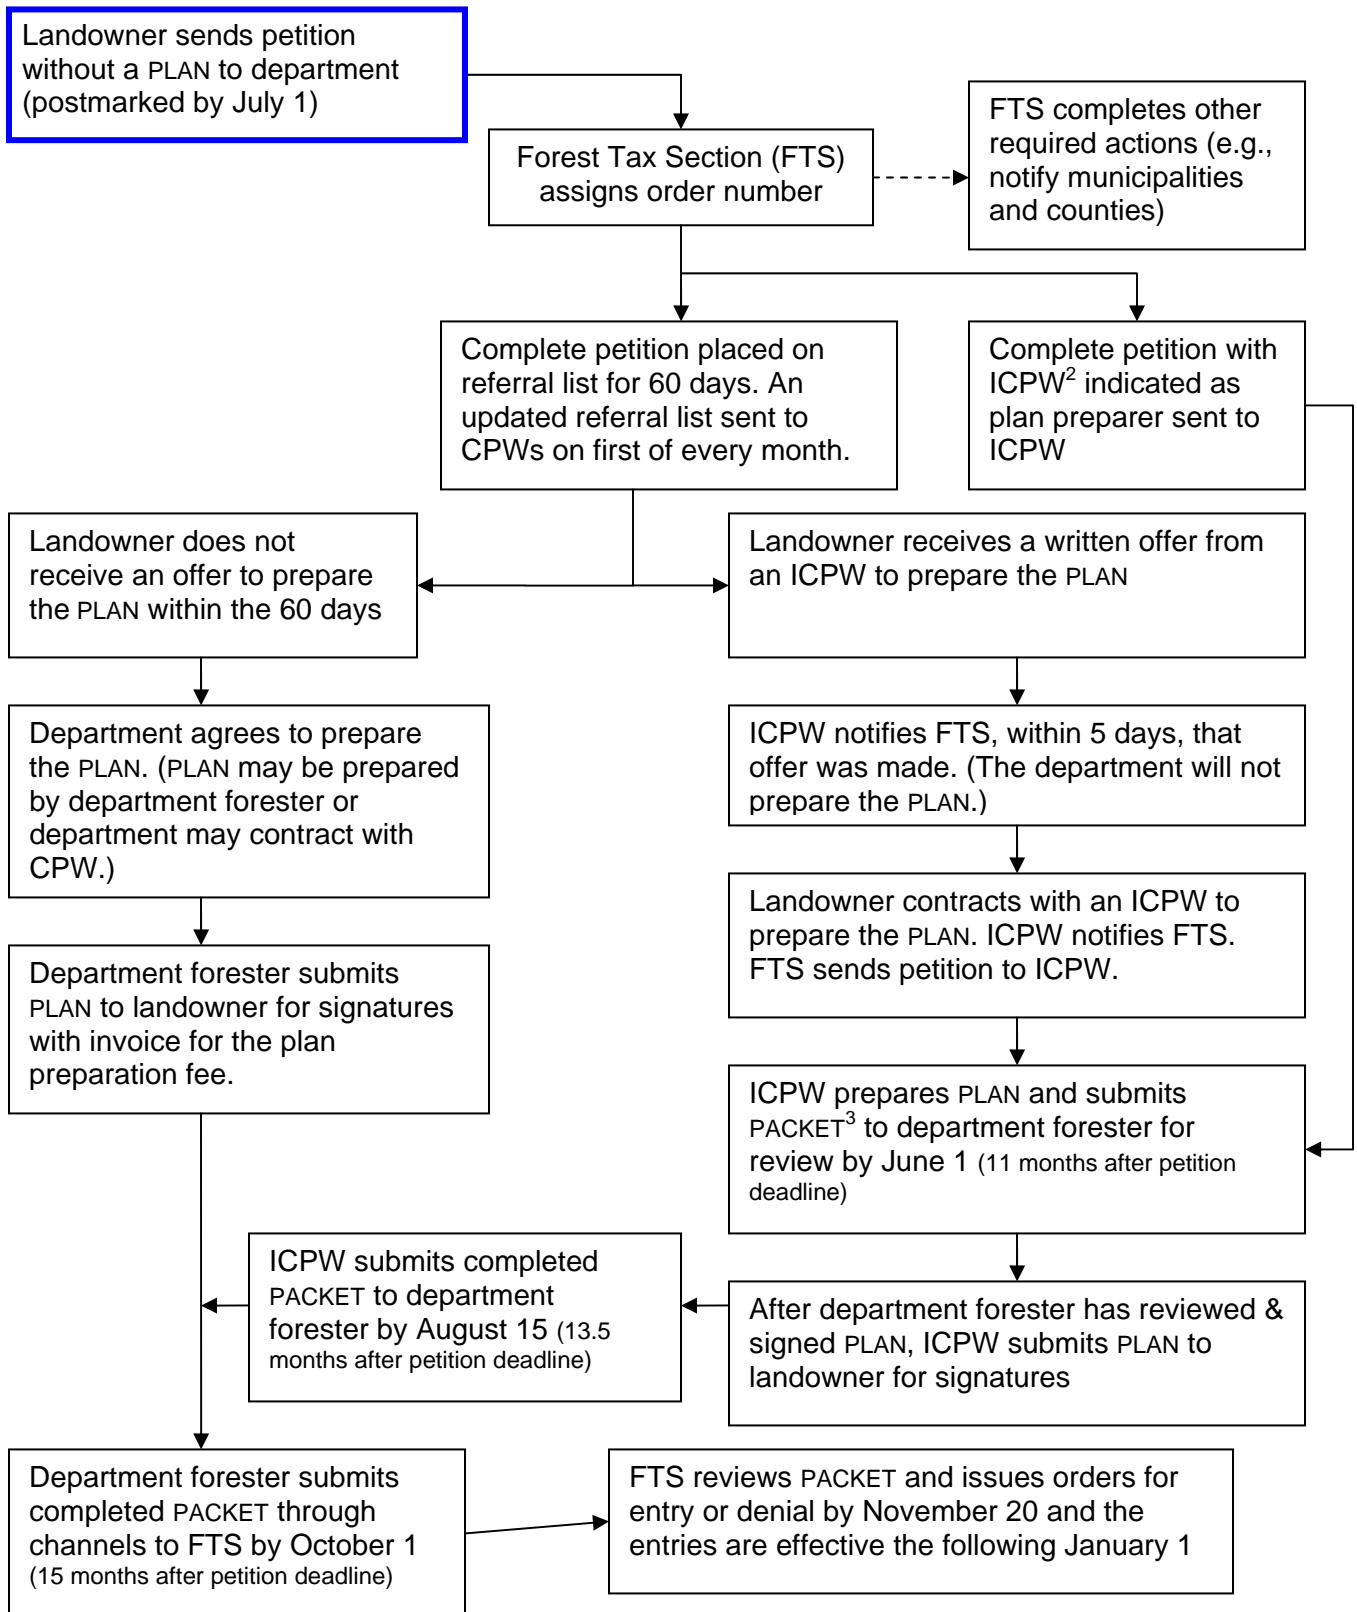 Landowner sends petition
without a PLAN to department
(postmarked by July 1)
Forest Tax Section (FTS)
assigns order number
FTS completes other
required actions (e.g.,
notify municipalities
and counties)
Complete petition placed on
referral list for 60 days. An
updated referral list sent to
CPWs on first of every month.
Complete petition with
ICPW² indicated as
plan preparer sent to
ICPW
Landowner does not
receive an offer to prepare
the PLAN within the 60 days
Landowner receives a written offer from
an ICPW to prepare the PLAN
Department agrees to prepare
the PLAN. (PLAN may be prepared
by department forester or
department may contract with
CPW.)
ICPW notifies FTS, within 5 days, that
offer was made. (The department will not
prepare the PLAN.)
Landowner contracts with an ICPW to
prepare the PLAN. ICPW notifies FTS.
FTS sends petition to ICPW.
Department forester submits
PLAN to landowner for signatures
with invoice for the plan
preparation fee.
ICPW prepares PLAN and submits
PACKET³ to department forester for
review by June 1 (11 months after petition
deadline)
ICPW submits completed
PACKET to department
forester by August 15 (13.5
months after petition deadline)
After department forester has reviewed &
signed PLAN, ICPW submits PLAN to
landowner for signatures
Department forester submits
completed PACKET through
channels to FTS by October 1
(15 months after petition deadline)
FTS reviews PACKET and issues orders for
entry or denial by November 20 and the
entries are effective the following January 1